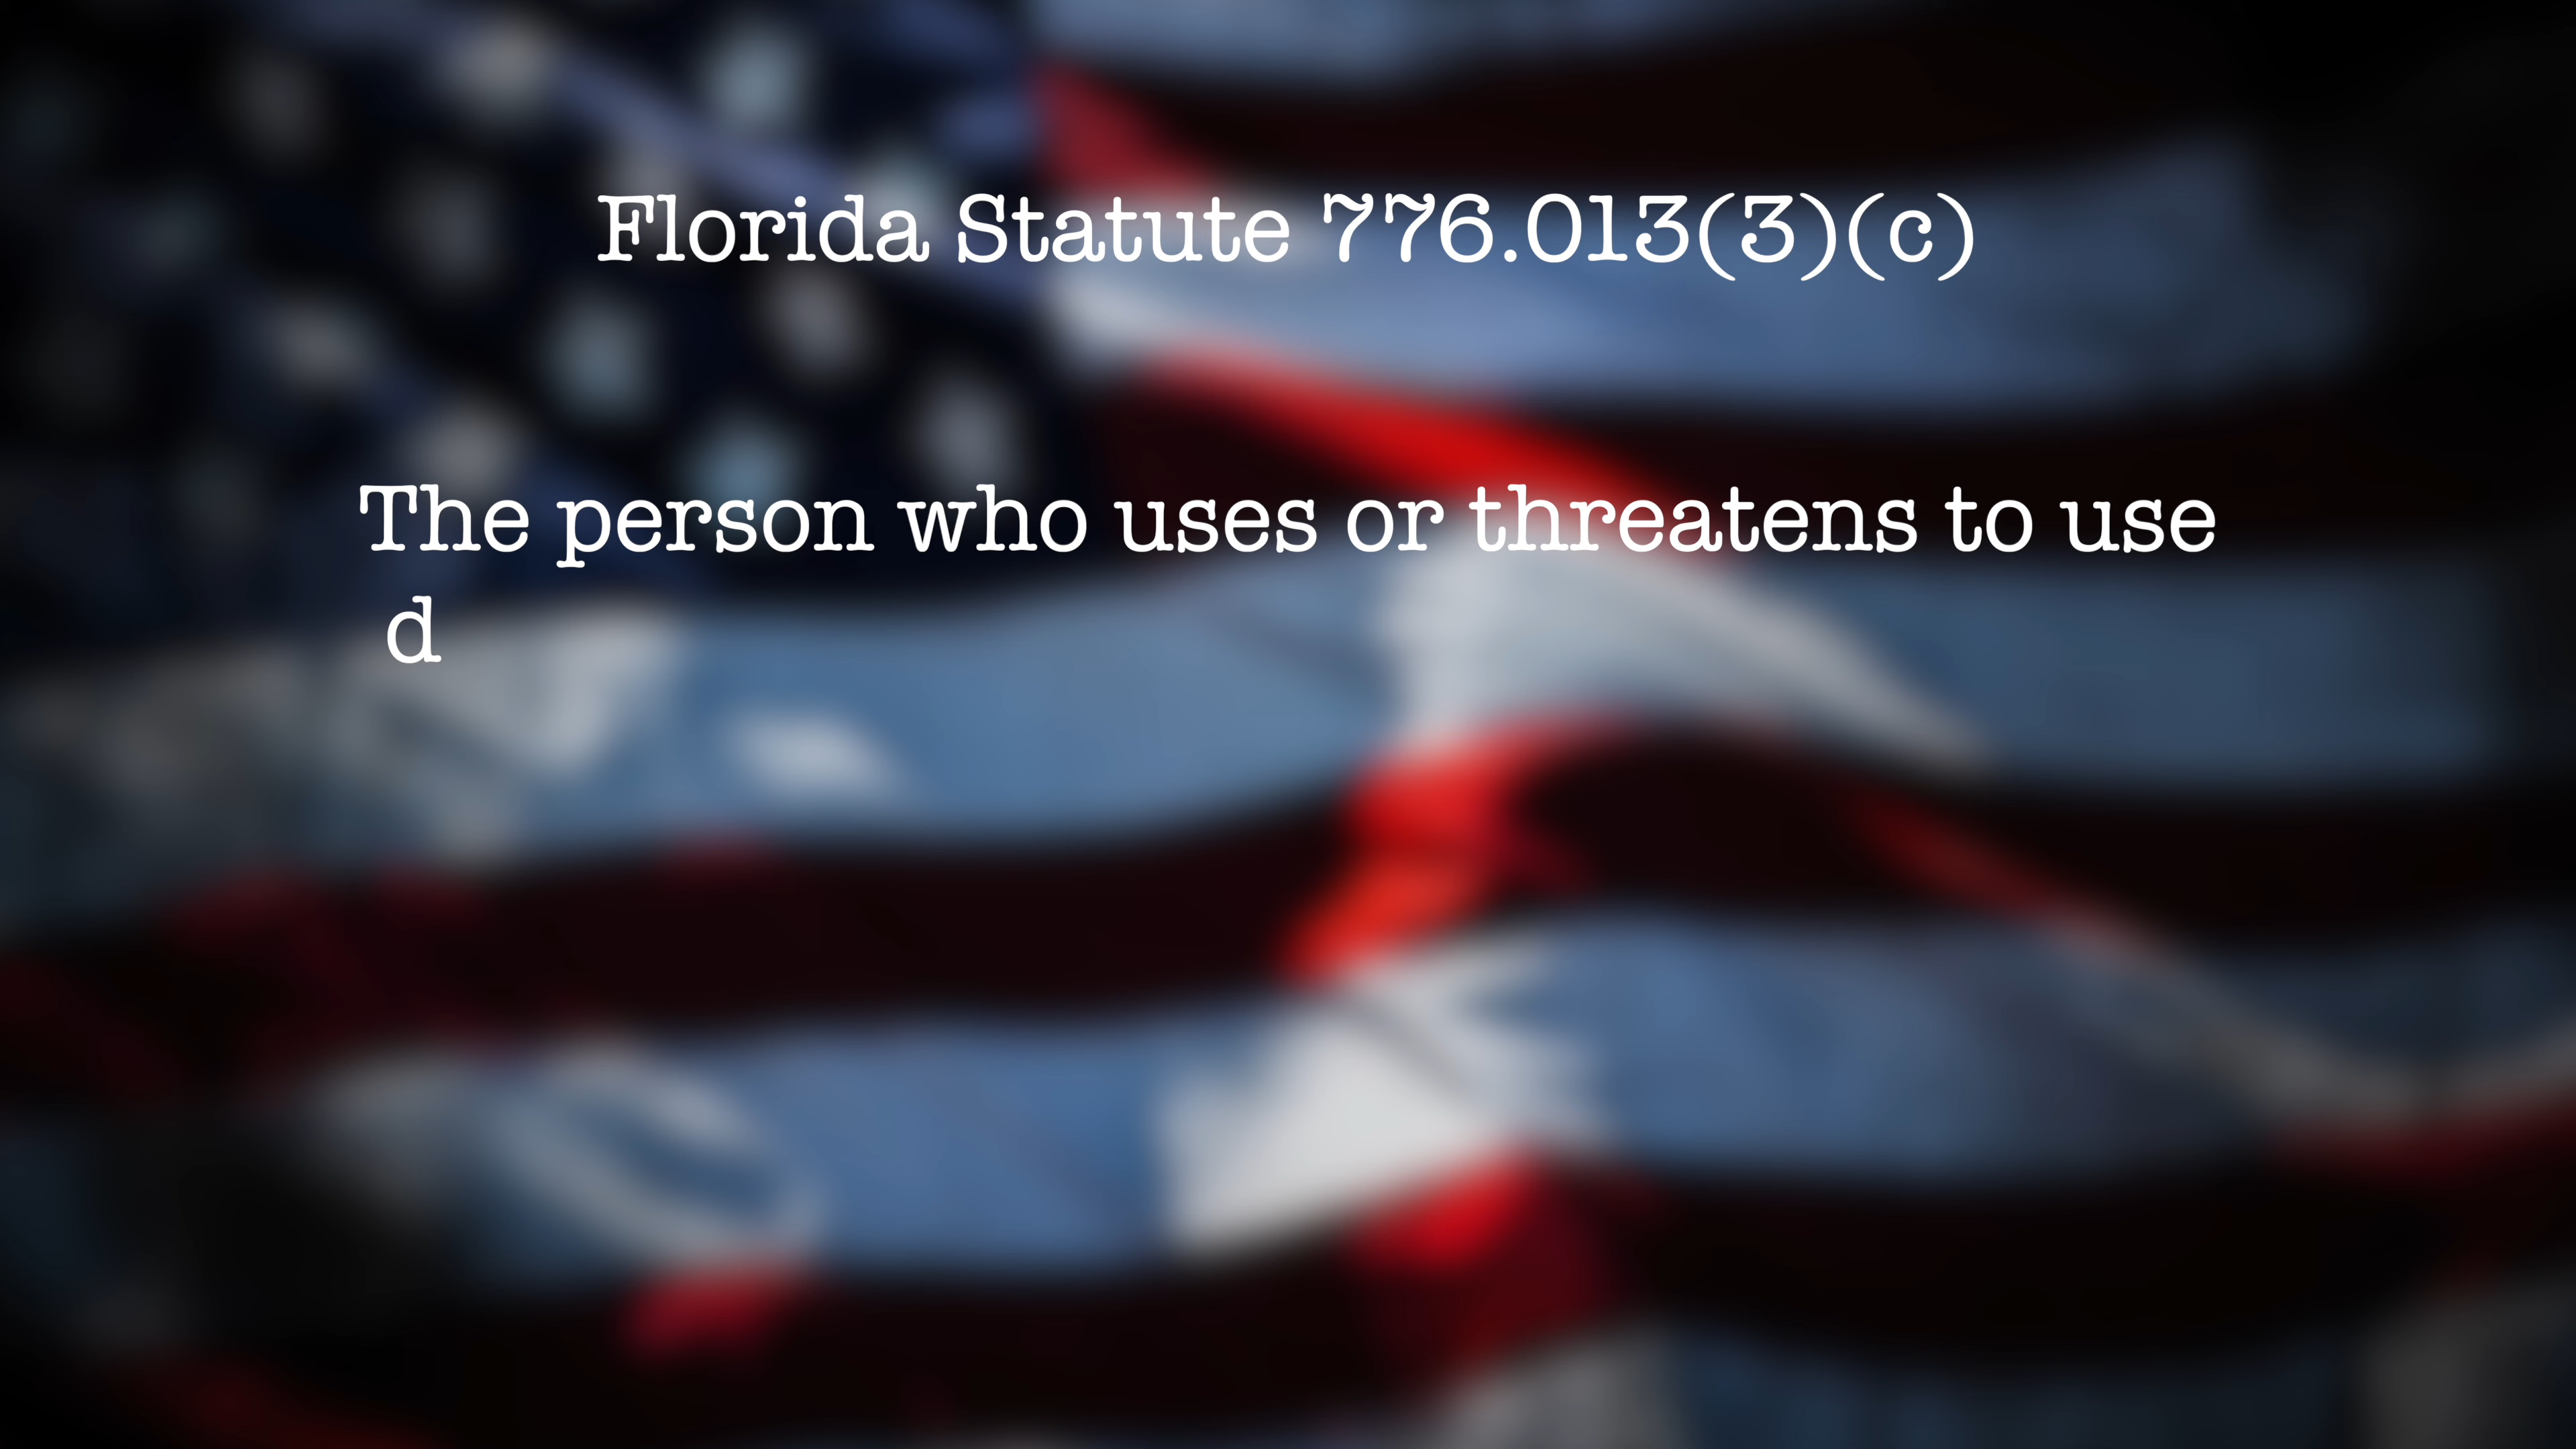 Florida Statute 776.013(3)(c)
The person who uses or threatens to use
d